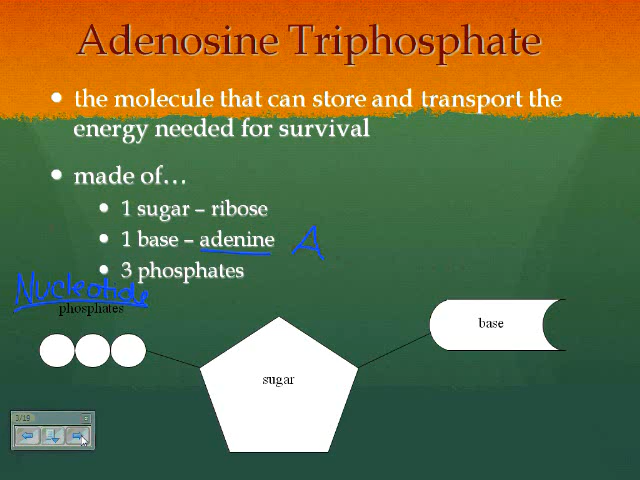 Adenosine Triphosphate
• the molecule that can store and transport the
energy needed for survival
• made of…
• 1 sugar – ribose
• 1 base – adenine A
• 3 phosphates
Nucleotide
phosphates
base
sugar
3/19